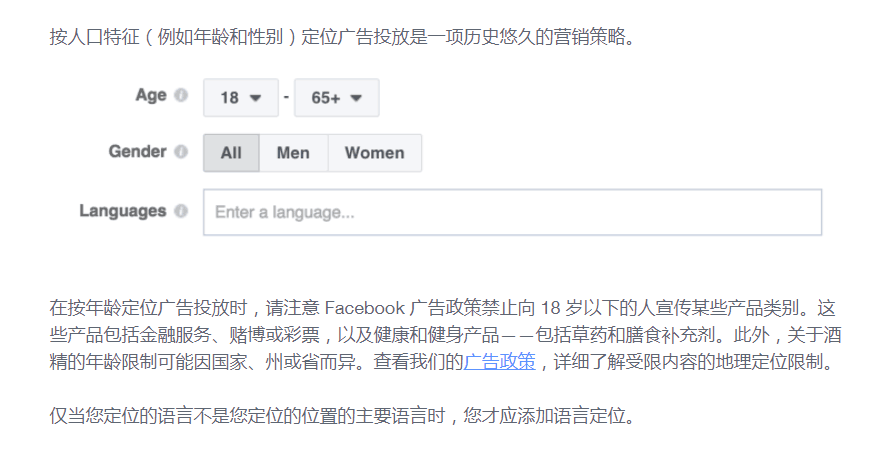 按人口特征（例如年龄和性别）定位广告投放是一项历史悠久的营销策略。
Age 18 - 65+
Gender All Men Women
Languages Enter a language...
在按年龄定位广告投放时，请注意 Facebook 广告政策禁止向 18 岁以下的人宣传某些产品类别。这
些产品包括金融服务、赌博或彩票，以及健康和健身产品——包括草药和膳食补充剂。此外，关于酒
精的年龄限制可能因国家、州或省而异。查看我们的广告政策，详细了解受限内容的地理定位限制。
仅当您定位的语言不是您定位的位置的主要语言时，您才应添加语言定位。